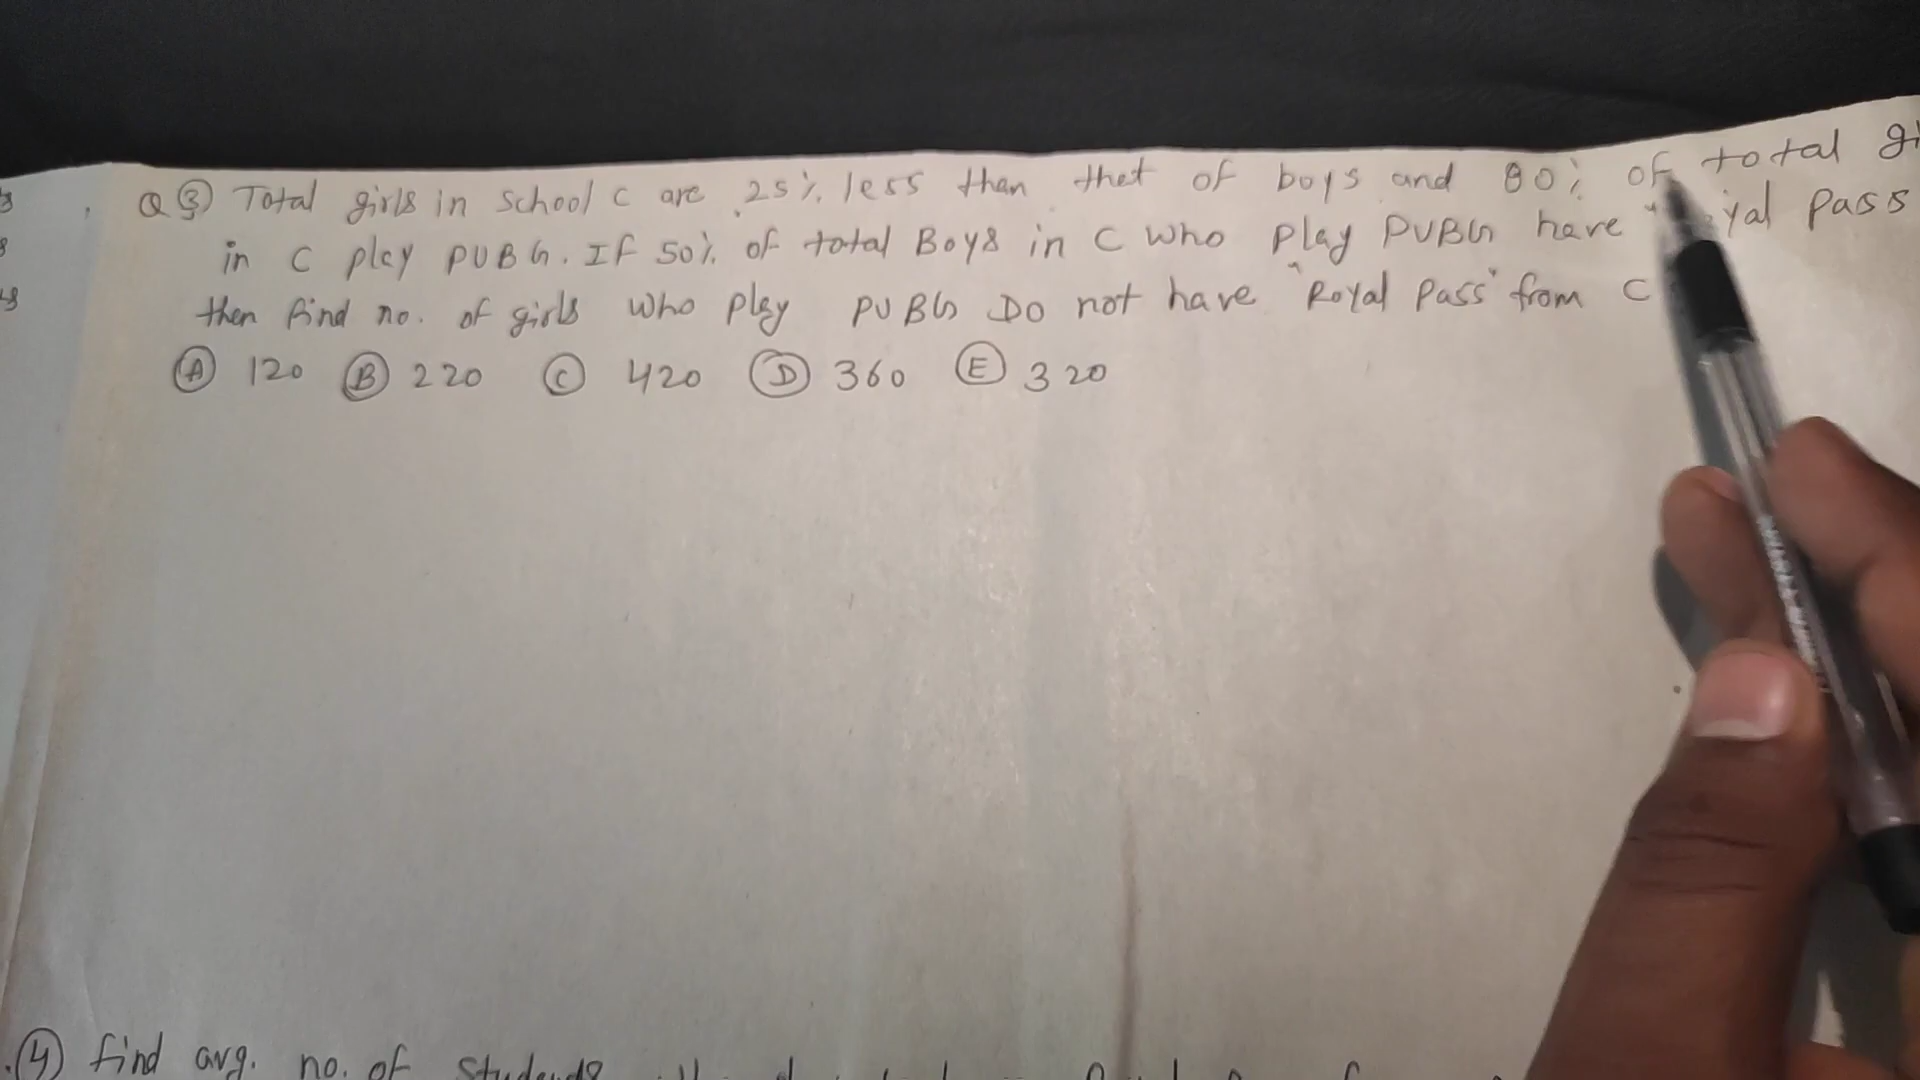 Q ③ Total girls in school C are 25% less than that of boys and 80% of total
in C play PUBG. If 50% of total Boys in C who play PUBG have Pass
then find no. of girls who play PUBG Do not have "Royal Pass" from C
Ⓐ 120 Ⓑ 220 Ⓒ 420 Ⓓ 360 Ⓔ 320
④ find avg. no. of